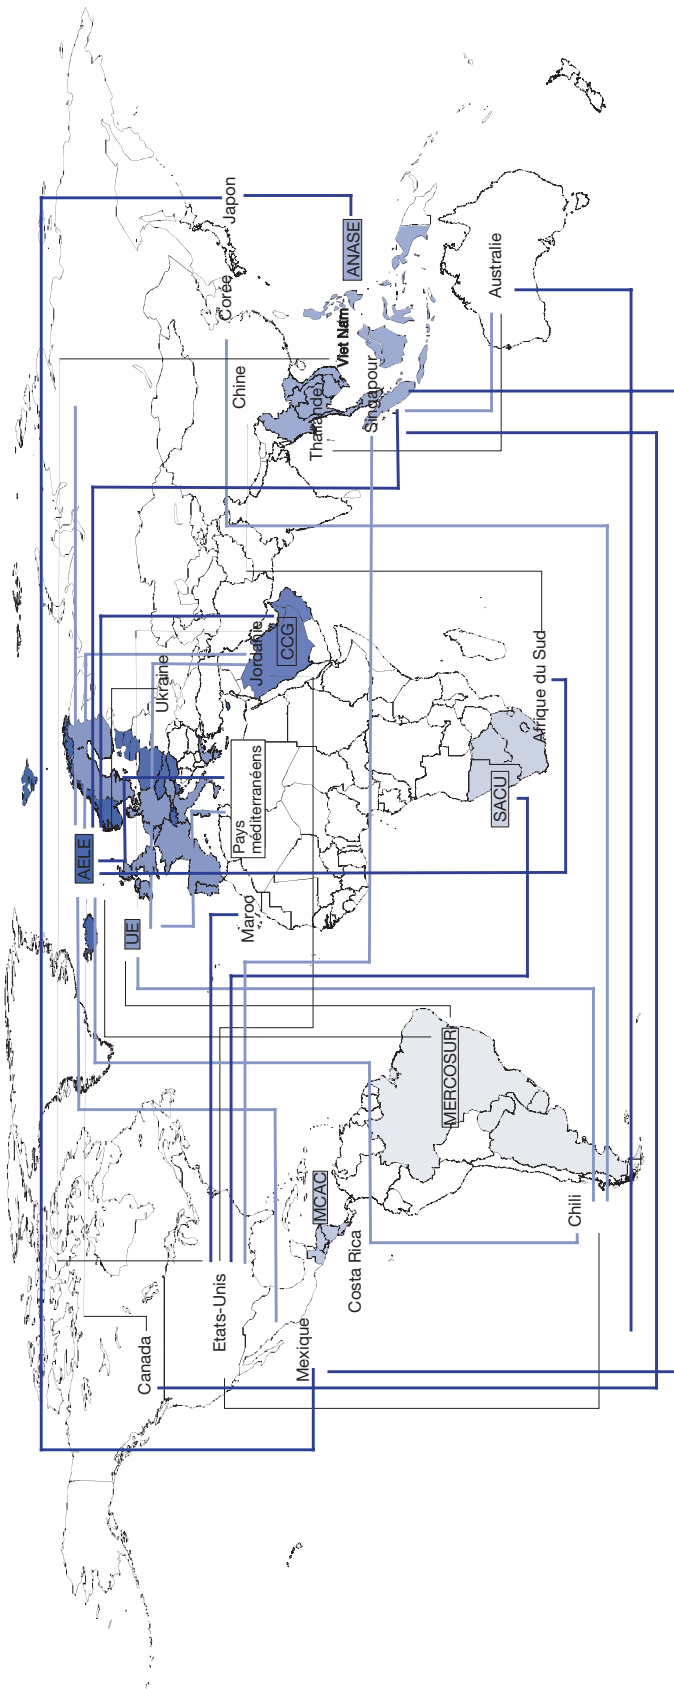 Canada
Etats-Unis
Mexique
Costa Rica
MCAC
Chili
MERCOSUR
AELE
UE
Maroc
Pays
méditerranéens
Ukraine
Jordanie
CCG
SACU
Afrique du Sud
Chine
Corée
Japon
Thaïlande
Viet Nam
Singapour
ANASE
Australie